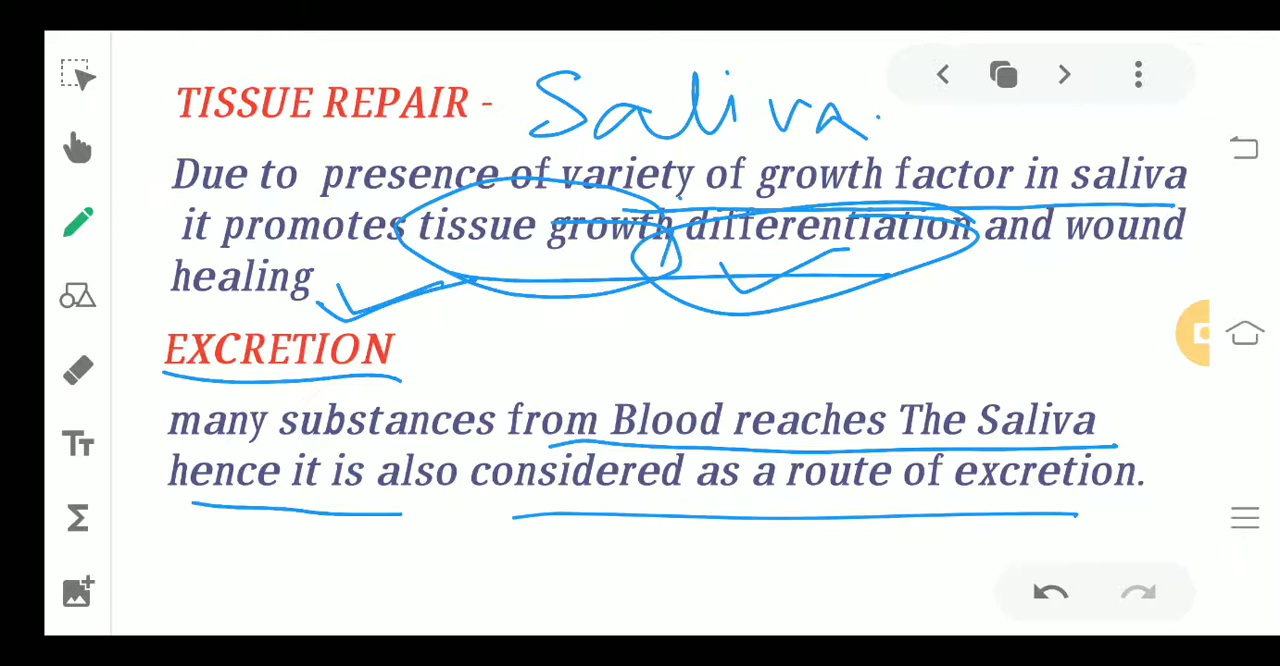 TISSUE REPAIR - Saliva.
Due to presence of variety of growth factor in saliva
it promotes tissue growth differentiation and wound
healing
EXCRETION
many substances from Blood reaches The Saliva
hence it is also considered as a route of excretion.